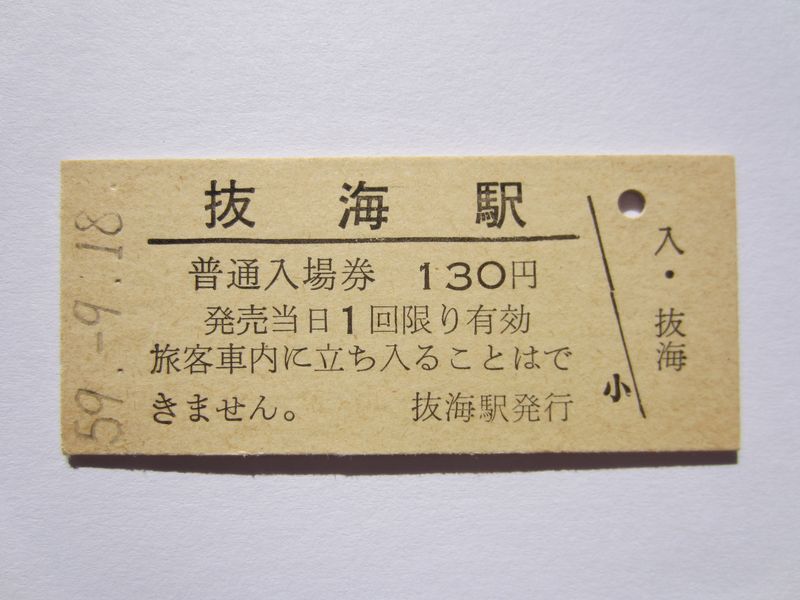 抜海駅
普通入場券 130円
発売当日1回限り有効
旅客車内に立ち入ることはで
きません。 抜海駅発行
小
入・抜海
59.-9.18